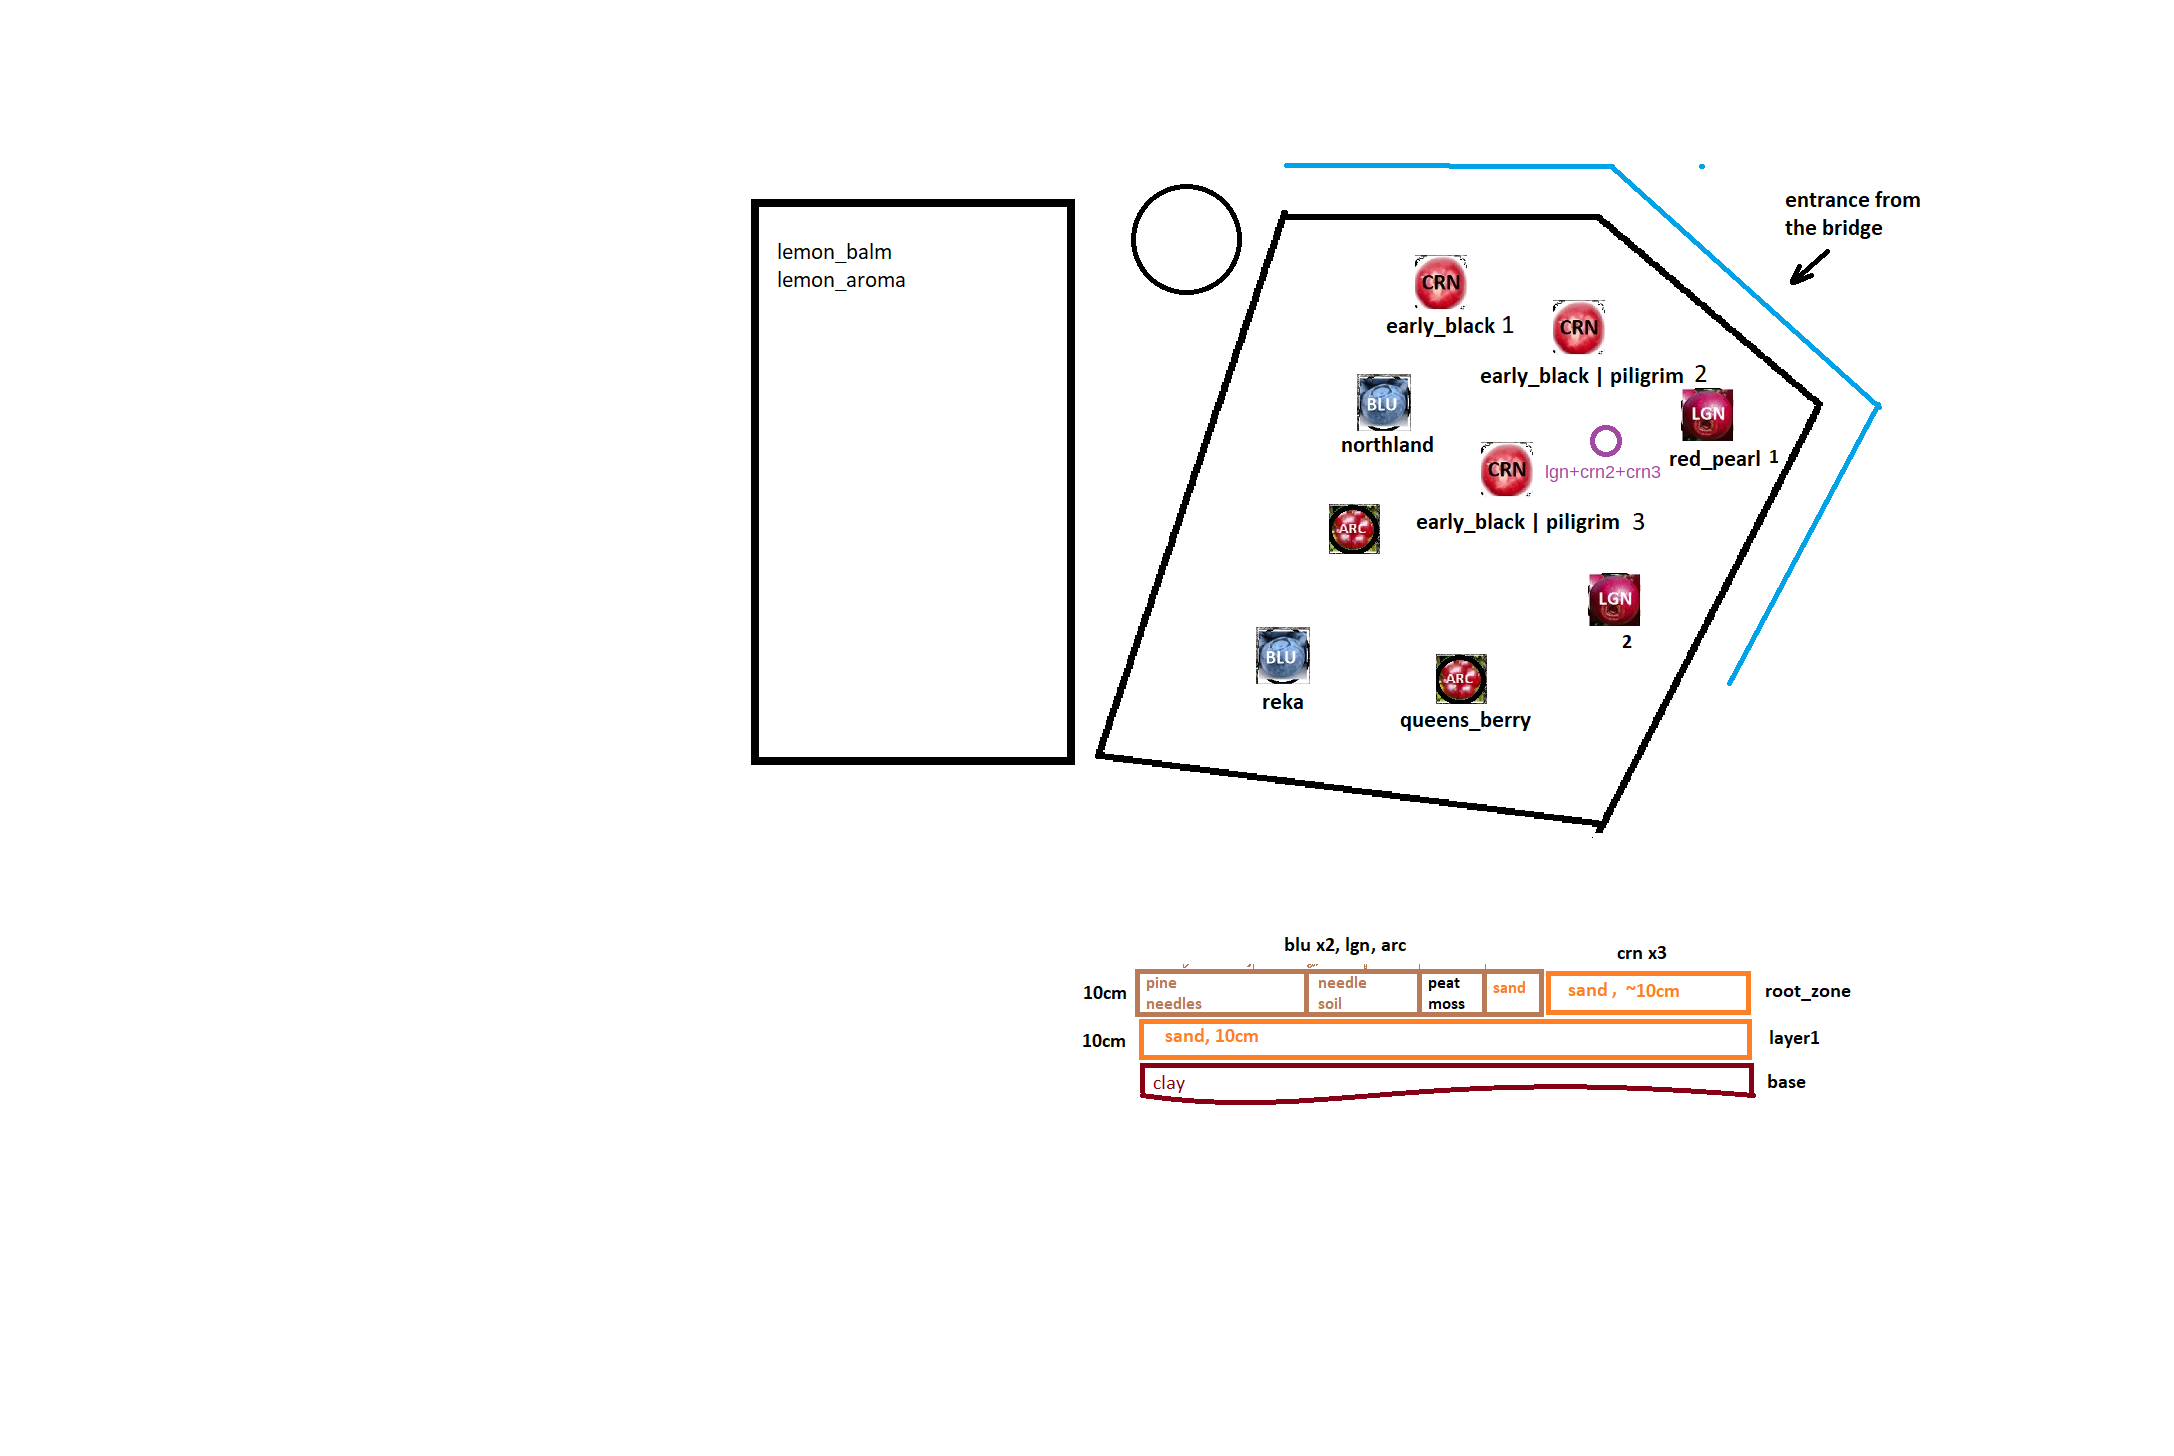 entrance from
the bridge
lemon_balm
lemon_aroma
CRN
early_black 1
CRN
early_black | piligrim 2
BLU
northland
LGN
red_pearl 1
CRN
lgn+crn2+crn3
early_black | piligrim 3
ARC
LGN
2
BLU
reka
ARC
queens_berry
blu x2, lgn, arc
crn x3
10cm
pine
needles
needle
soil
peat
moss
sand
sand , ~10cm
root_zone
10cm
sand, 10cm
layer1
clay
base